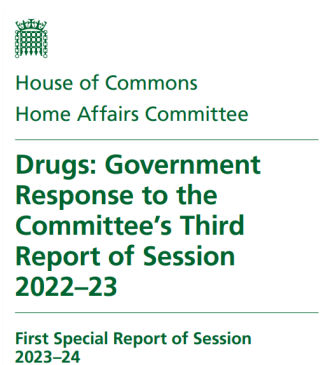 House of Commons
Home Affairs Committee
Drugs: Government
Response to the
Committee’s Third
Report of Session
2022–23
First Special Report of Session
2023–24